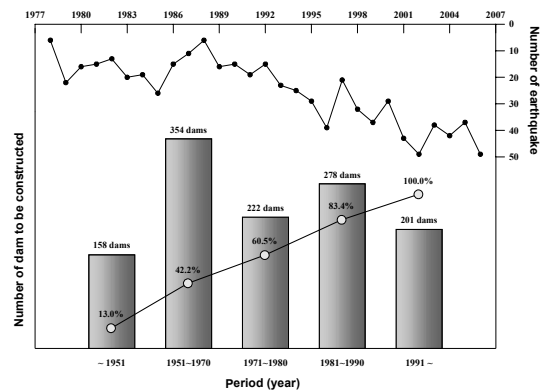 1977 1980 1983 1986 1989 1992 1995 1998 2001 2004 2007
0
10
20
30
40
50
Number of earthquake
Number of dam to be constructed
354 dams
278 dams
100.0%
222 dams
83.4%
201 dams
158 dams
60.5%
42.2%
13.0%
~ 1951 1951~1970 1971~1980 1981~1990 1991 ~
Period (year)